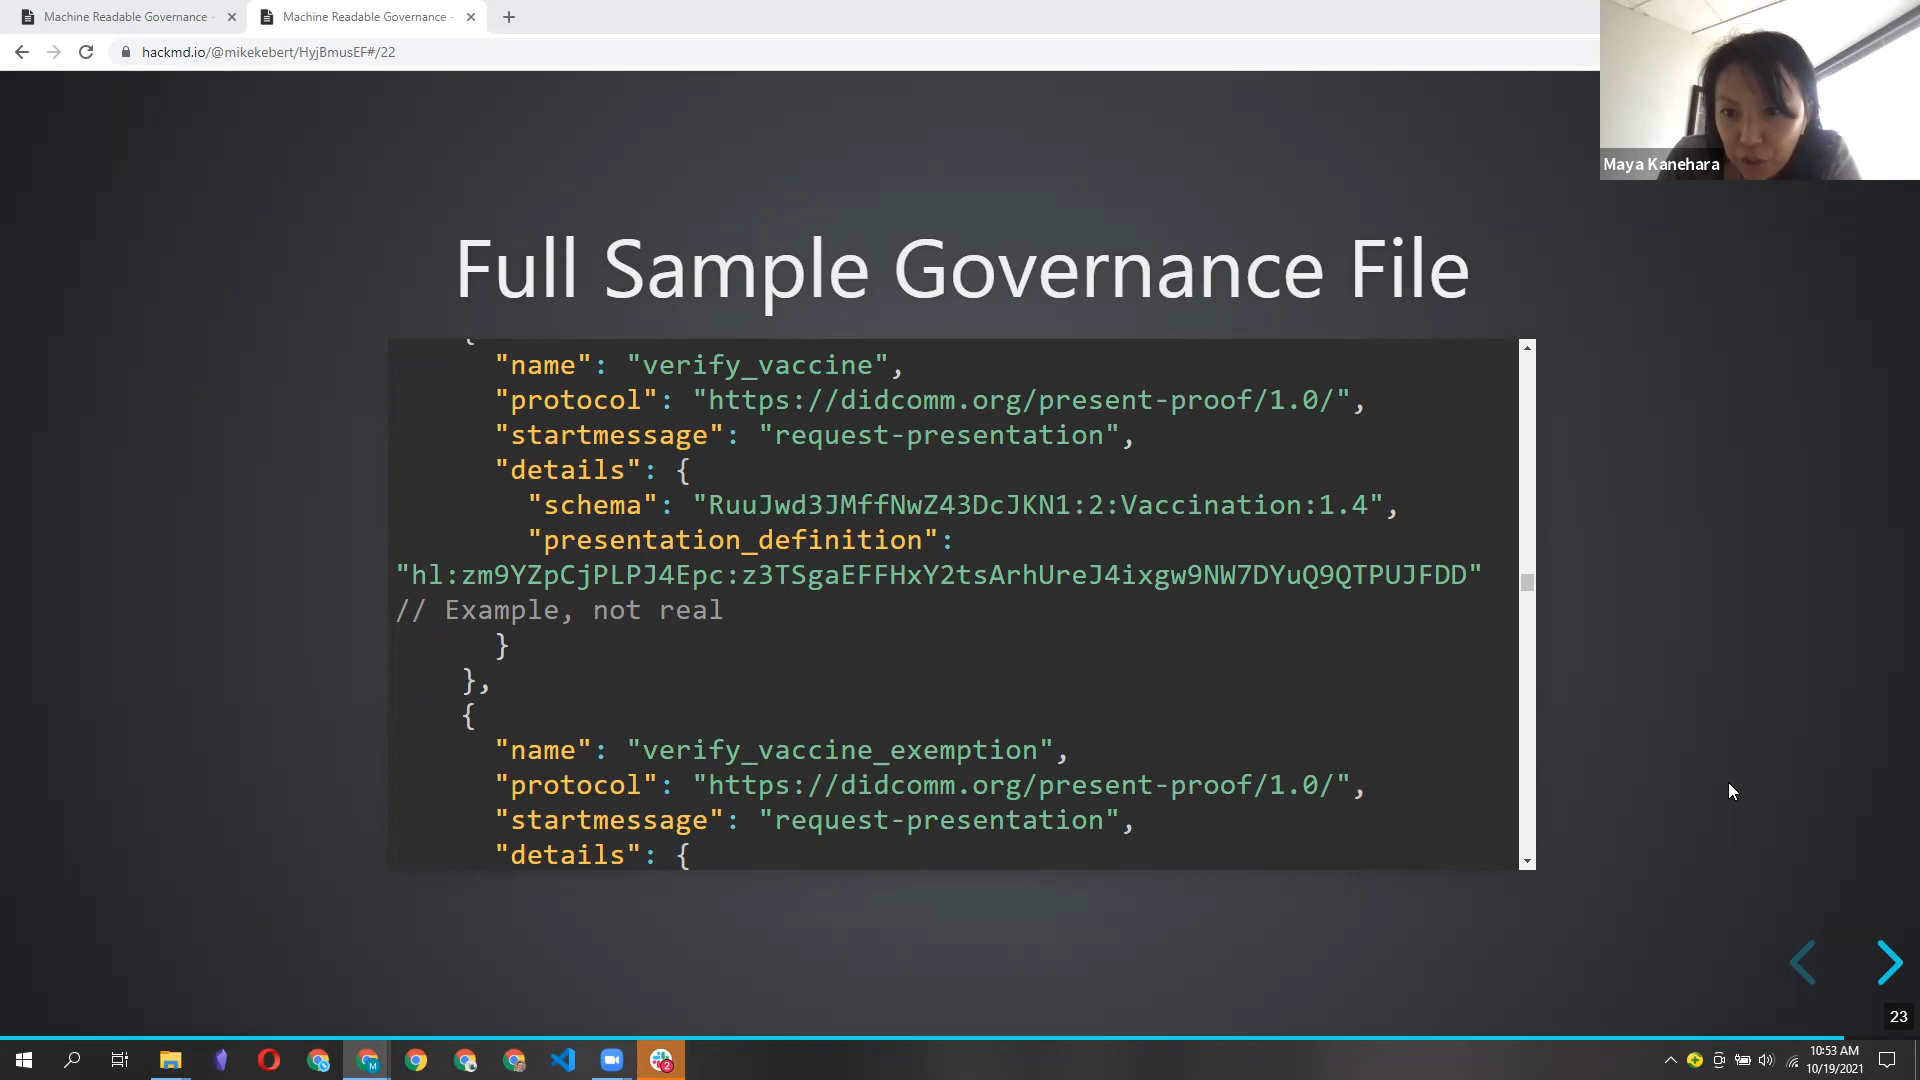 Machine Readable Governance -
Machine Readable Governance -
hackmd.io/@mikekebert/HyjBmusEF#/22
Maya Kanehara
Full Sample Governance File
{
"name": "verify_vaccine",
"protocol": "https://didcomm.org/present-proof/1.0/",
"startmessage": "request-presentation",
"details": {
"schema": "RuuJwd3JMffNwZ43DcJKN1:2:Vaccination:1.4",
"presentation_definition":
"hl:zm9YZpCjPLPJ4Epc:z3TSgaEFFHxY2tsArhUreJ4ixgw9NW7DYuQ9QTPUJFDD"
// Example, not real
}
},
{
"name": "verify_vaccine_exemption",
"protocol": "https://didcomm.org/present-proof/1.0/",
"startmessage": "request-presentation",
"details": {
23
M
2
10:53 AM
10/19/2021